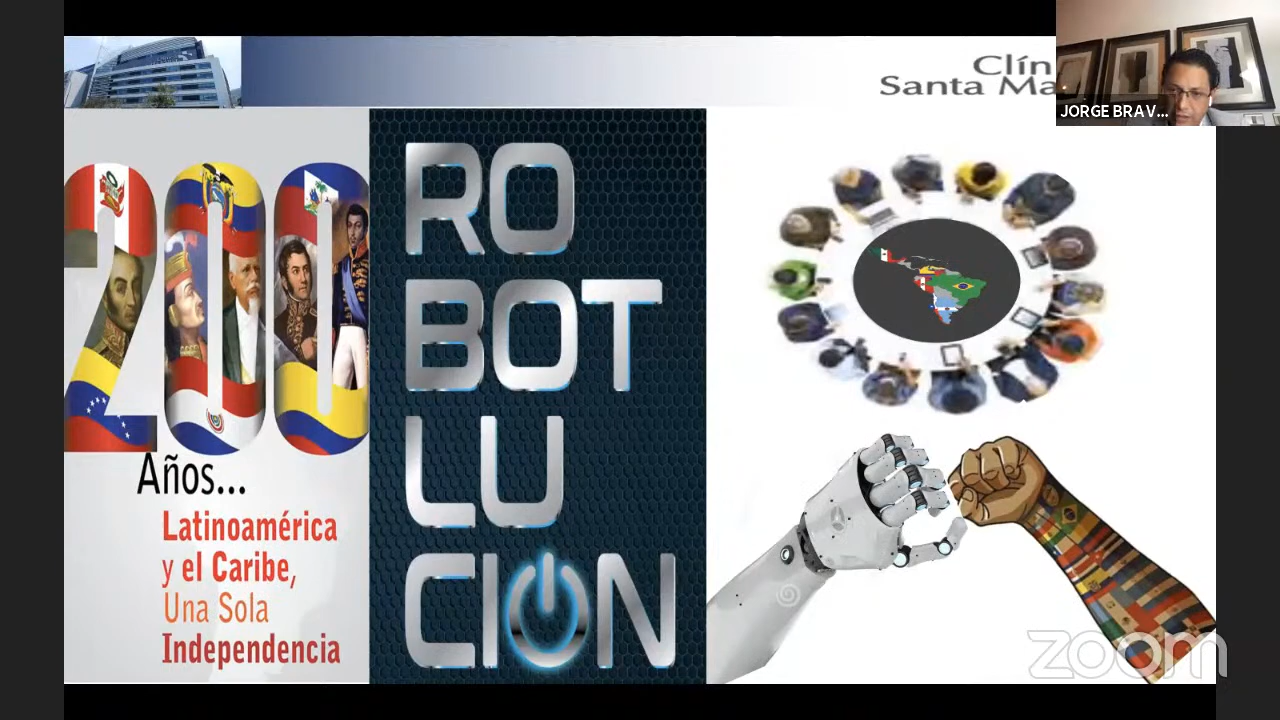 Clín
Santa Ma
JORGE BRAV...
200
Años...
Latinoamérica
y el Caribe,
Una Sola
Independencia
RO
BOT
LU
CION
zoom